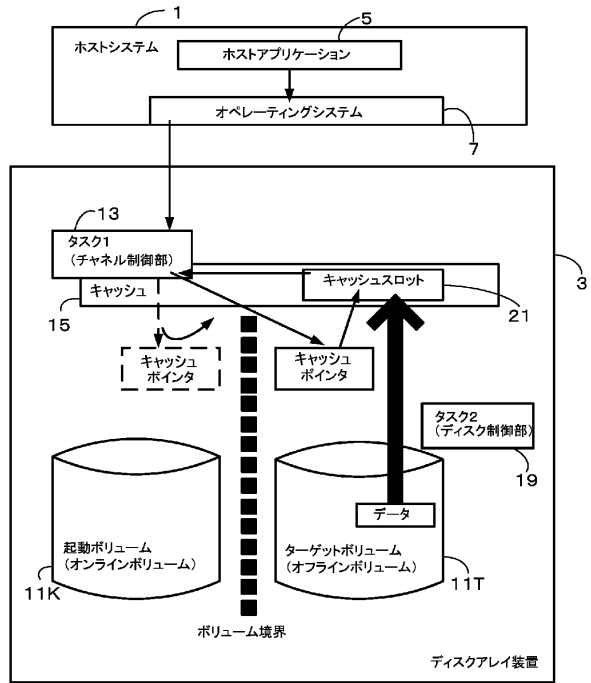 1
ホストシステム
5
ホストアプリケーション
オペレーティングシステム
7
13
タスク1
(チャネル制御部)
3
キャッシュ
キャッシュスロット
15
21
キャッシュ
ポインタ
キャッシュ
ポインタ
タスク2
(ディスク制御部)
19
データ
起動ボリューム
(オンラインボリューム)
ターゲットボリューム
(オフラインボリューム)
11K
11T
ボリューム境界
ディスクアレイ装置